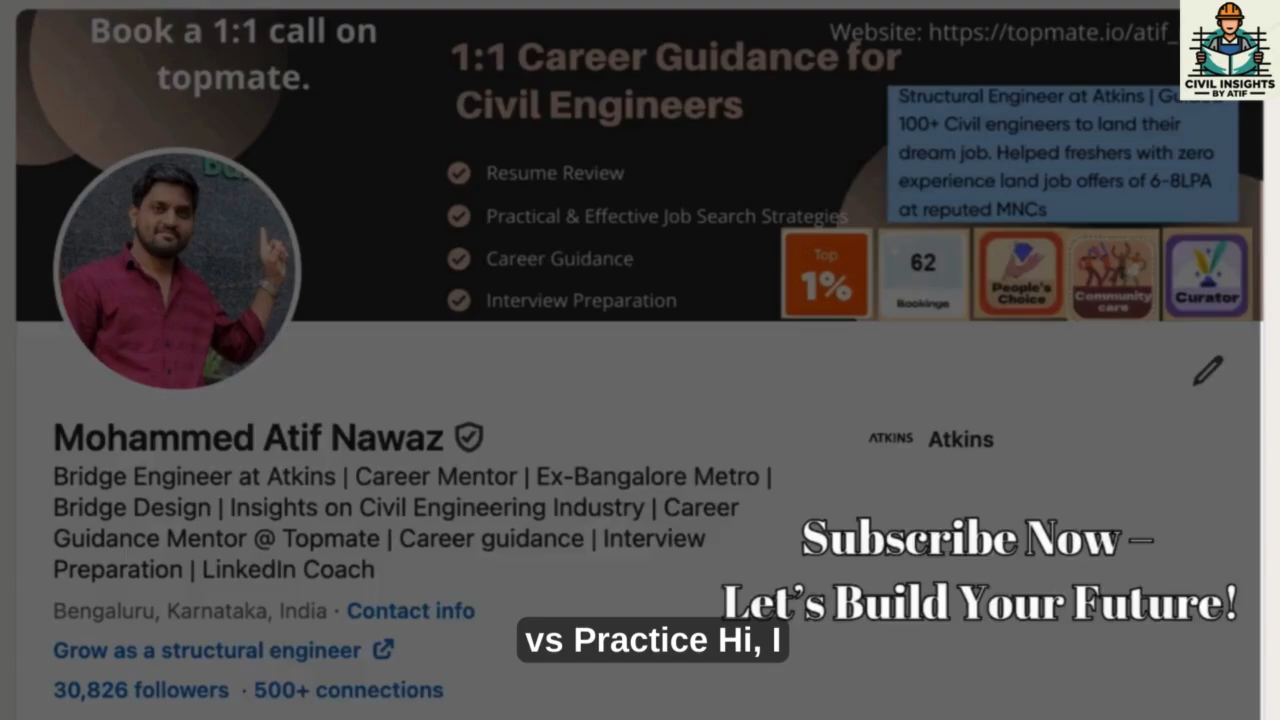 Book a 1:1 call on
topmate.
1:1 Career Guidance for
Civil Engineers
Resume Review
Practical & Effective Job Search Strategies
Career Guidance
Interview Preparation
Website: https://topmate.io/atif_
CIVIL INSIGHTS
BY ATIF
Structural Engineer at Atkins |
100+ Civil engineers to land their
dream job. Helped freshers with zero
experience land job offers of 6-8LPA
at reputed MNCs
Top
1%
62
Bookings
People's
Choice
Community
care
Curator
Mohammed Atif Nawaz
Bridge Engineer at Atkins | Career Mentor | Ex-Bangalore Metro |
Bridge Design | Insights on Civil Engineering Industry | Career
Guidance Mentor @ Topmate | Career guidance | Interview
Preparation | LinkedIn Coach
Bengaluru, Karnataka, India · Contact info
Grow as a structural engineer
30,826 followers · 500+ connections
ATKINS Atkins
Subscribe Now –
Let's Build Your Future!
vs Practice Hi, I